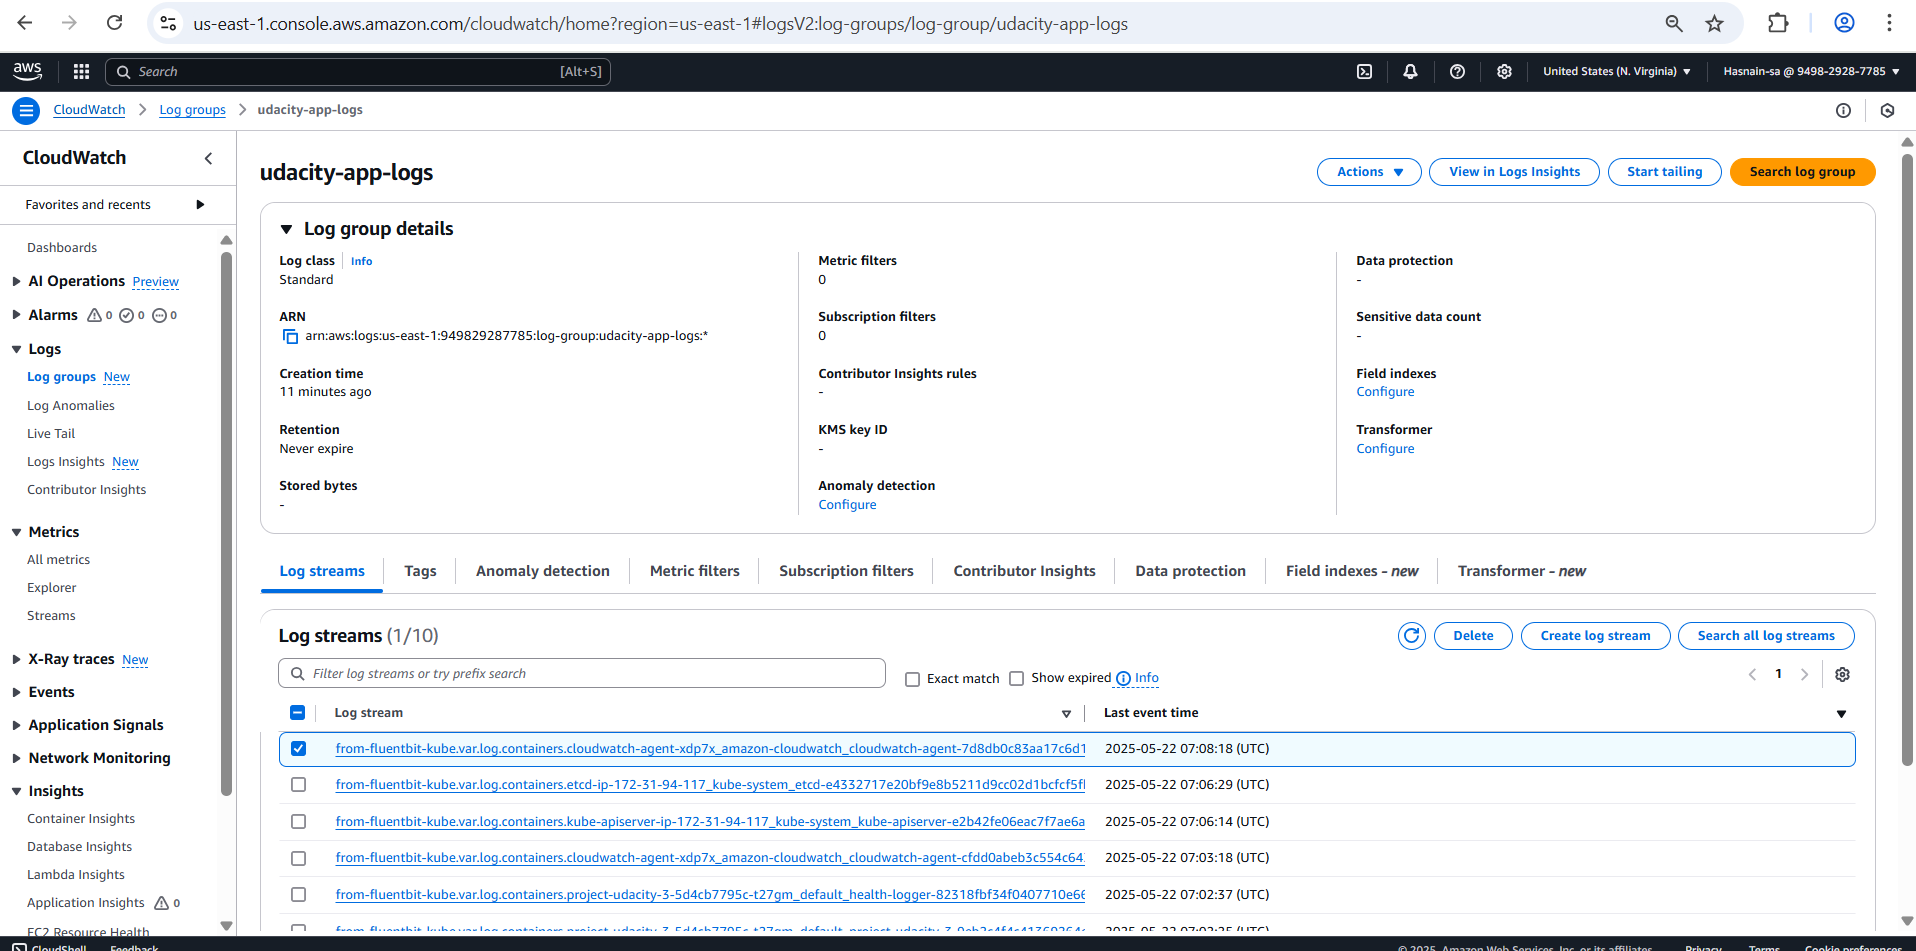 us-east-1.console.aws.amazon.com/cloudwatch/home?region=us-east-1#logsV2:log-groups/log-group/udacity-app-logs
aws
Search [Alt+S]
United States (N. Virginia)
Hasnain-sa @ 9498-2928-7785
CloudWatch
Log groups
udacity-app-logs
CloudWatch
Favorites and recents
Dashboards
AI Operations Preview
Alarms 0 0 0
Logs
Log groups New
Log Anomalies
Live Tail
Logs Insights New
Contributor Insights
Metrics
All metrics
Explorer
Streams
X-Ray traces New
Events
Application Signals
Network Monitoring
Insights
Container Insights
Database Insights
Lambda Insights
Application Insights 0
EC2 Resource Health
udacity-app-logs
Actions
View in Logs Insights
Start tailing
Search log group
Log group details
Log class Info
Standard
ARN
arn:aws:logs:us-east-1:949829287785:log-group:udacity-app-logs:*
Creation time
11 minutes ago
Retention
Never expire
Stored bytes
-
Metric filters
0
Subscription filters
0
Contributor Insights rules
-
KMS key ID
-
Anomaly detection
Configure
Data protection
-
Sensitive data count
-
Field indexes
Configure
Transformer
Configure
Log streams
Tags
Anomaly detection
Metric filters
Subscription filters
Contributor Insights
Data protection
Field indexes - new
Transformer - new
Log streams (1/10)
Delete
Create log stream
Search all log streams
Filter log streams or try prefix search
Exact match
Show expired Info
1
Log stream Last event time
from-fluentbit-kube.var.log.containers.cloudwatch-agent-xdp7x_amazon-cloudwatch_cloudwatch-agent-7d8db0c83aa17c6d1 2025-05-22 07:08:18 (UTC)
from-fluentbit-kube.var.log.containers.etcd-ip-172-31-94-117_kube-system_etcd-e4332717e20bf9e8b5211d9cc02d1bcfcf5fl 2025-05-22 07:06:29 (UTC)
from-fluentbit-kube.var.log.containers.kube-apiserver-ip-172-31-94-117_kube-system_kube-apiserver-e2b42fe06eac7f7ae6a 2025-05-22 07:06:14 (UTC)
from-fluentbit-kube.var.log.containers.cloudwatch-agent-xdp7x_amazon-cloudwatch_cloudwatch-agent-cfdd0abeb3c554c64 2025-05-22 07:03:18 (UTC)
from-fluentbit-kube.var.log.containers.project-udacity-3-5d4cb7795c-t27gm_default_health-logger-82318fbf34f0407710e66 2025-05-22 07:02:37 (UTC)
CloudShell
Feedback
© 2025, Amazon Web Services, Inc. or its affiliates.
Privacy
Terms
Cookie preferences